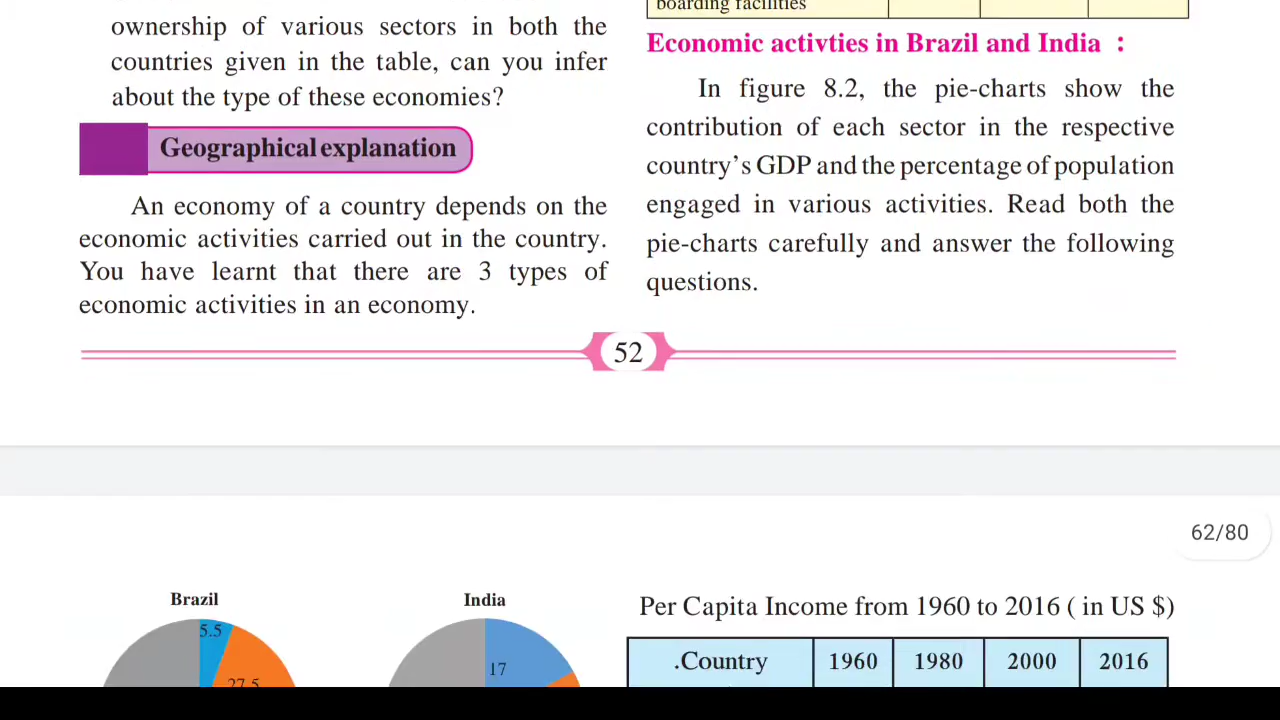 ownership of various sectors in both the
countries given in the table, can you infer
about the type of these economies?
Geographical explanation
An economy of a country depends on the
economic activities carried out in the country.
You have learnt that there are 3 types of
economic activities in an economy.
boarding facilities
Economic activties in Brazil and India :
In figure 8.2, the pie-charts show the
contribution of each sector in the respective
country's GDP and the percentage of population
engaged in various activities. Read both the
pie-charts carefully and answer the following
questions.
52
62/80
Brazil
5.5
27.5
India
17
Per Capita Income from 1960 to 2016 ( in US $)
.Country 1960 1980 2000 2016